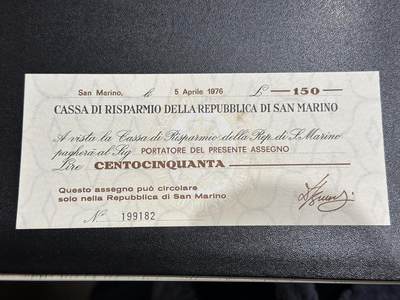 San Marino, li 5 Aprile 1976 £ —150—
CASSA DI RISPARMIO DELLA REPUBBLICA DI SAN MARINO
A vista la Cassa di Risparmio della Rep. di S. Marino
pagherà al Sig. PORTATORE DEL PRESENTE ASSEGNO
Lire CENTOCINQUANTA
Questo assegno può circolare
solo nella Repubblica di San Marino
N° 199182